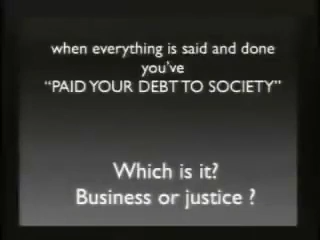 when everything is said and done
you've
"PAID YOUR DEBT TO SOCIETY"
Which is it?
Business or justice ?